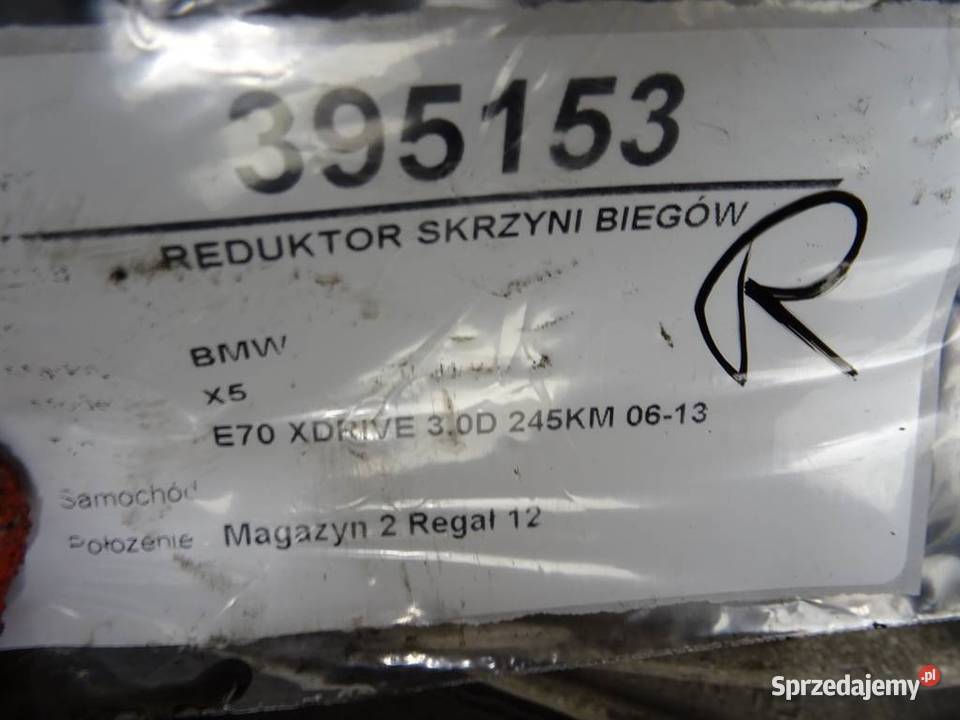 395153
REDUKTOR SKRZYNI BIEGÓW
R
BMW
X5
E70 XDRIVE 3.0D 245KM 06-13
Samochód
Położenie Magazyn 2 Regał 12
Sprzedajemy.pl